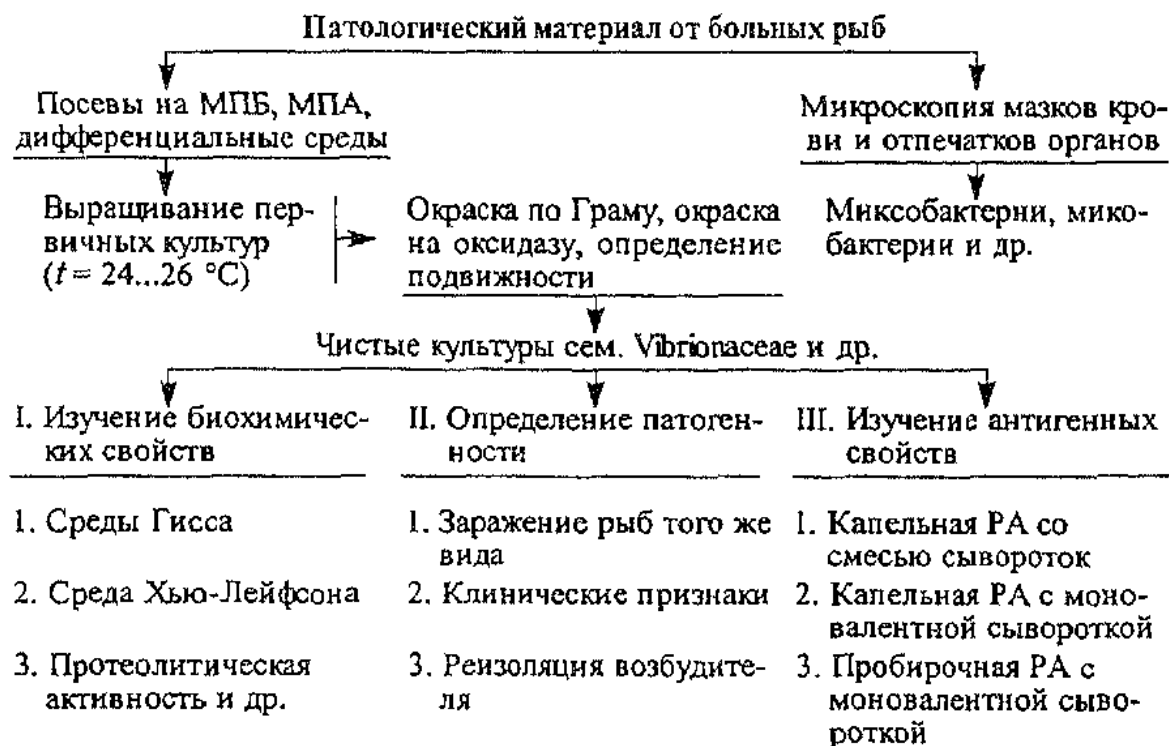 Патологический материал от больных рыб
Посевы на МПБ, МПА,
дифференциальные среды
Микроскопия мазков кро-
ви и отпечатков органов
Выращивание пер-
вичных культур
(t = 24...26 °C)
Окраска по Граму, окраска
на оксидазу, определение
подвижности
Миксобактерии, мико-
бактерии и др.
Чистые культуры сем. Vibrionaceae и др.
I. Изучение биохимичес-
ких свойств
II. Определение патоген-
ности
III. Изучение антигенных
свойств
1. Среды Гисса
2. Среда Хью-Лейфсона
3. Протеолитическая
активность и др.
1. Заражение рыб того же
вида
2. Клинические признаки
3. Реизоляция возбудите-
ля
1. Капельная РА со
смесью сывороток
2. Капельная РА с моно-
валентной сывороткой
3. Пробирочная РА с
моновалентной сыво-
роткой